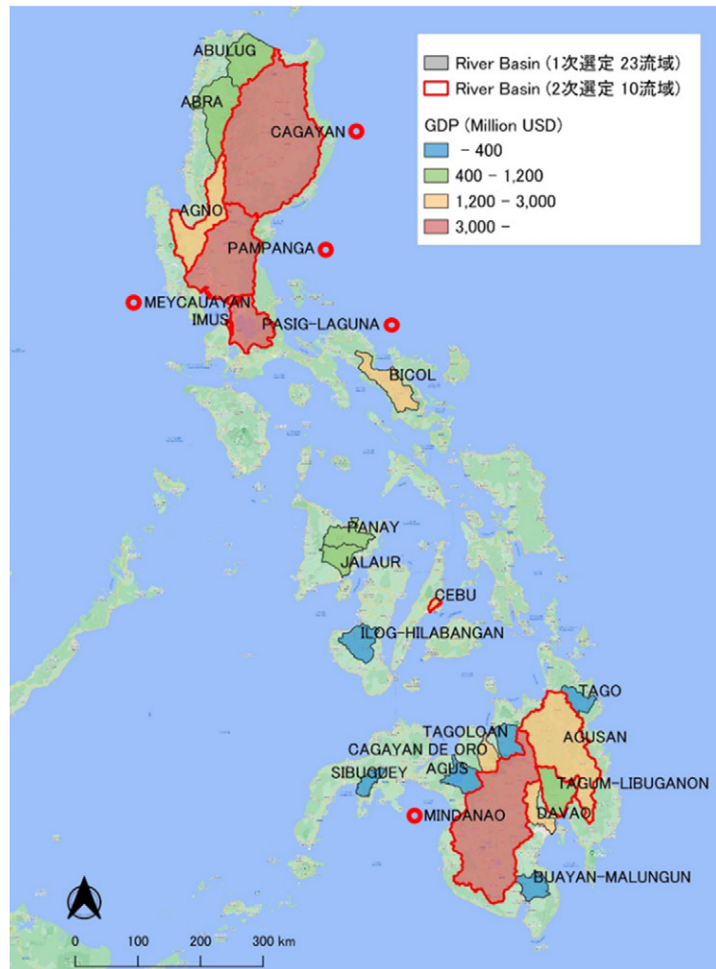 ABULUG
ABRA
CAGAYAN
AGNO
PAMPANGA
MEYCAUAYAN
IMUS
PASIG-LAGUNA
BICOL
PANAY
JALAUR
CEBU
ILOG-HILABANGAN
TAGO
TAGOLOAN
AGUSAN
CAGAYAN DE ORO
AGUS
SIBUGUEY
TAGUM-LIBUGANON
DAVAO
MINDANAO
BUAYAN-MALUNGUN
River Basin (1次選定 23流域)
River Basin (2次選定 10流域)
GDP (Million USD)
- 400
400 - 1,200
1,200 - 3,000
3,000 -
0 100 200 300 km